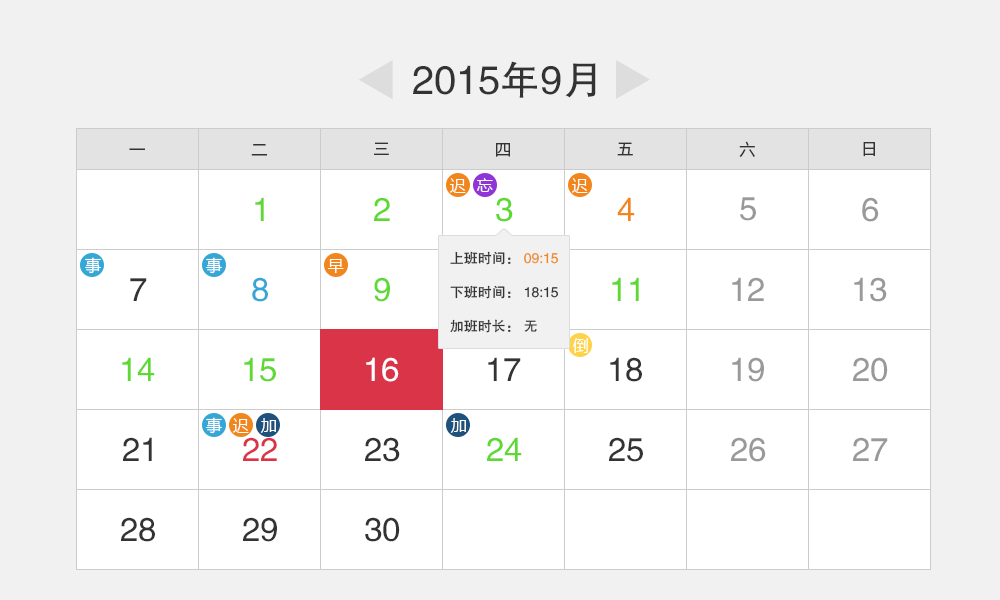 2015年9月
一 二 三 四 五 六 日
迟 忘 迟
1 2 3 4 5 6
上班时间： 09:15
事 事 早
7 8 9 11 12 13
下班时间： 18:15
加班时长： 无
倒
14 15 16 17 18 19 20
事 迟 加 加
21 22 23 24 25 26 27
28 29 30